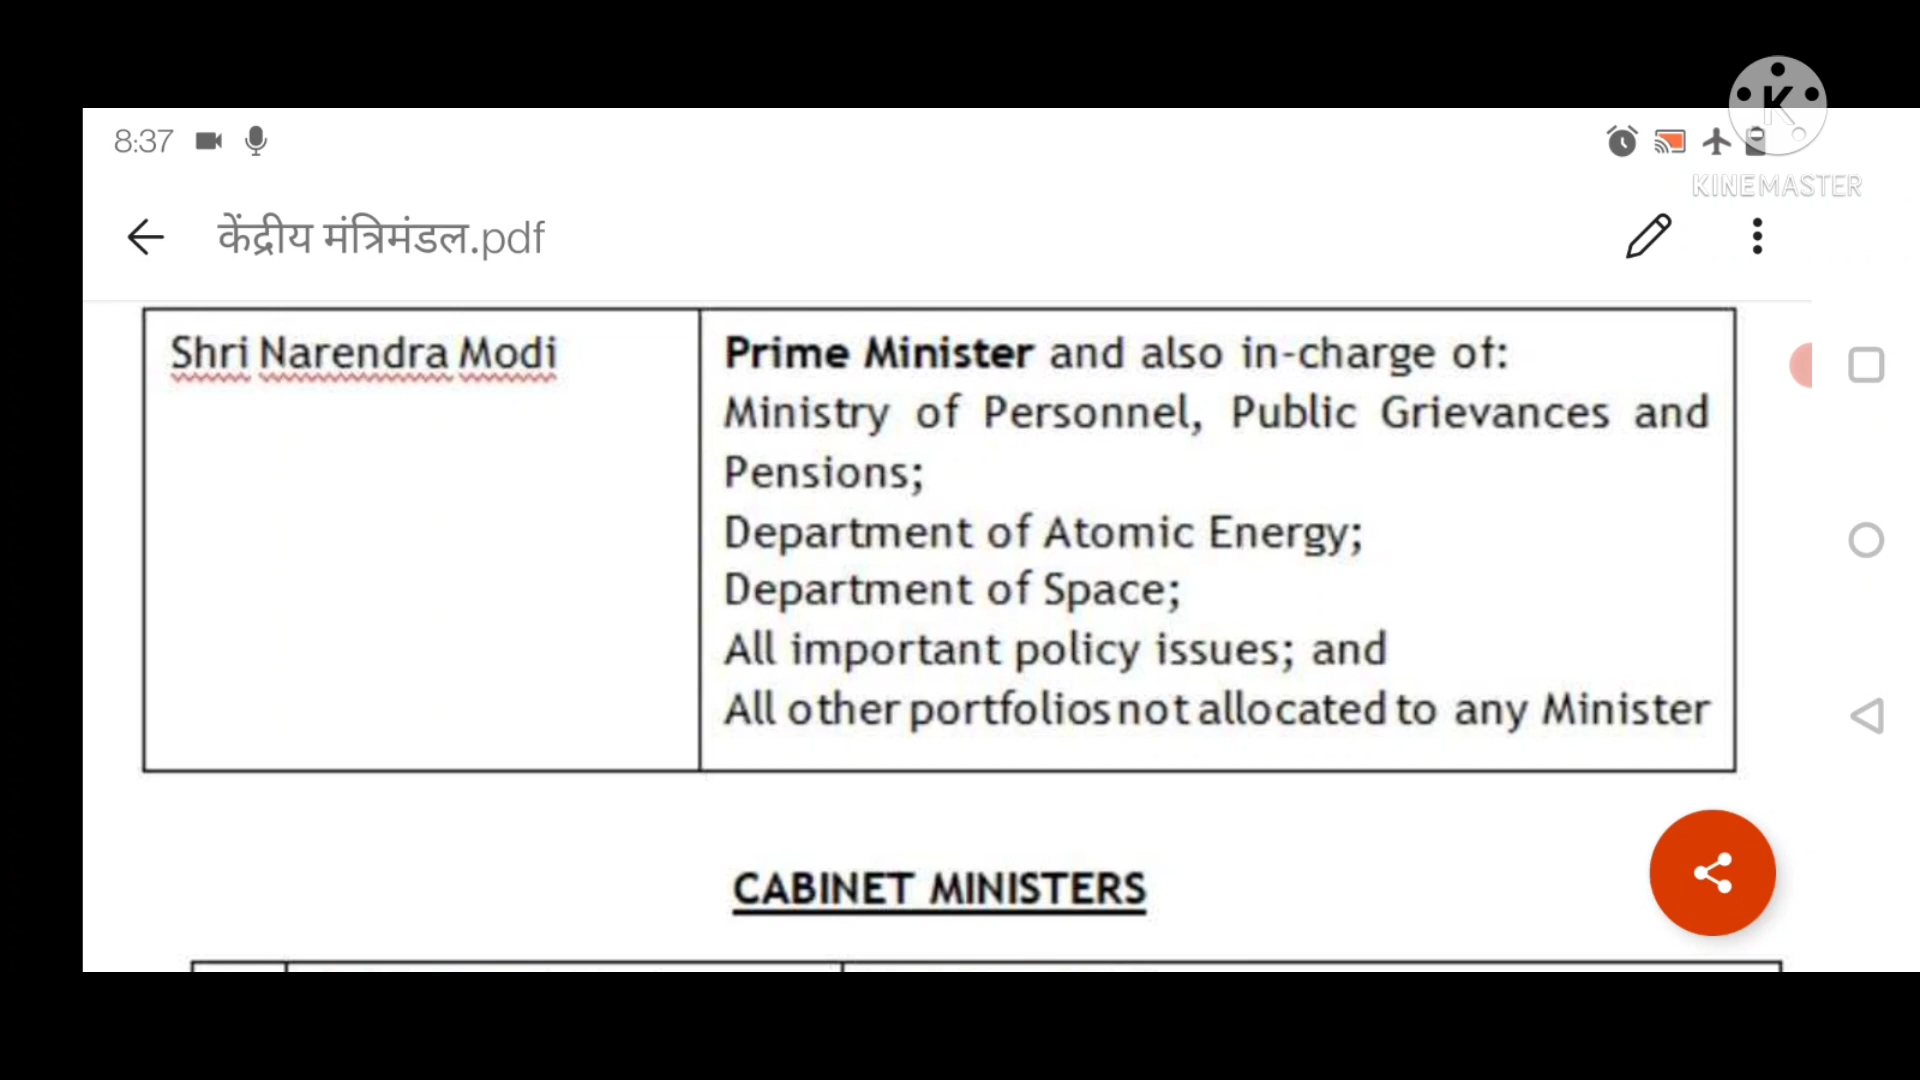 8:37
K
KINEMASTER
केंद्रीय मंत्रिमंडल.pdf
Shri Narendra Modi
Prime Minister and also in-charge of:
Ministry of Personnel, Public Grievances and
Pensions;
Department of Atomic Energy;
Department of Space;
All important policy issues; and
All other portfolios not allocated to any Minister
CABINET MINISTERS